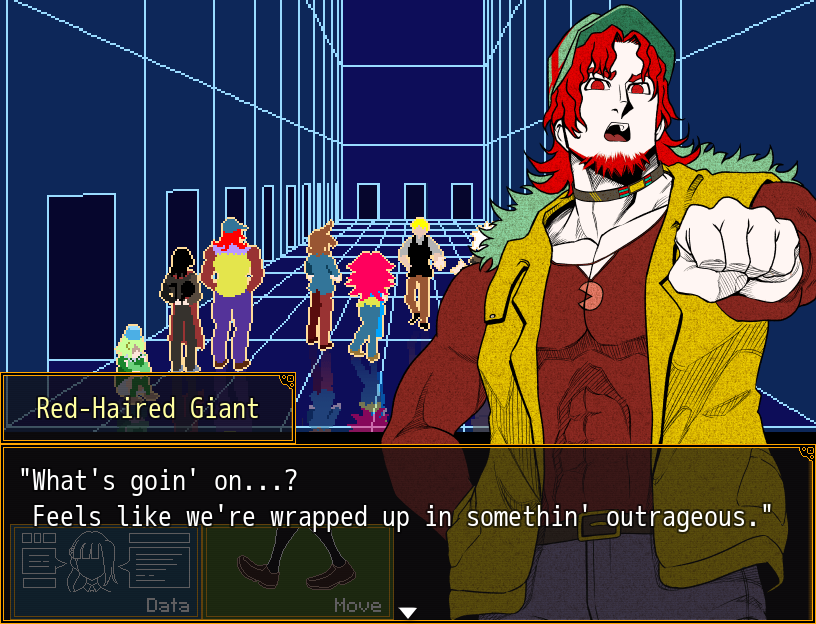 Red-Haired Giant
"What's goin' on...?
Feels like we're wrapped up in somethin' outrageous."
Data
Move